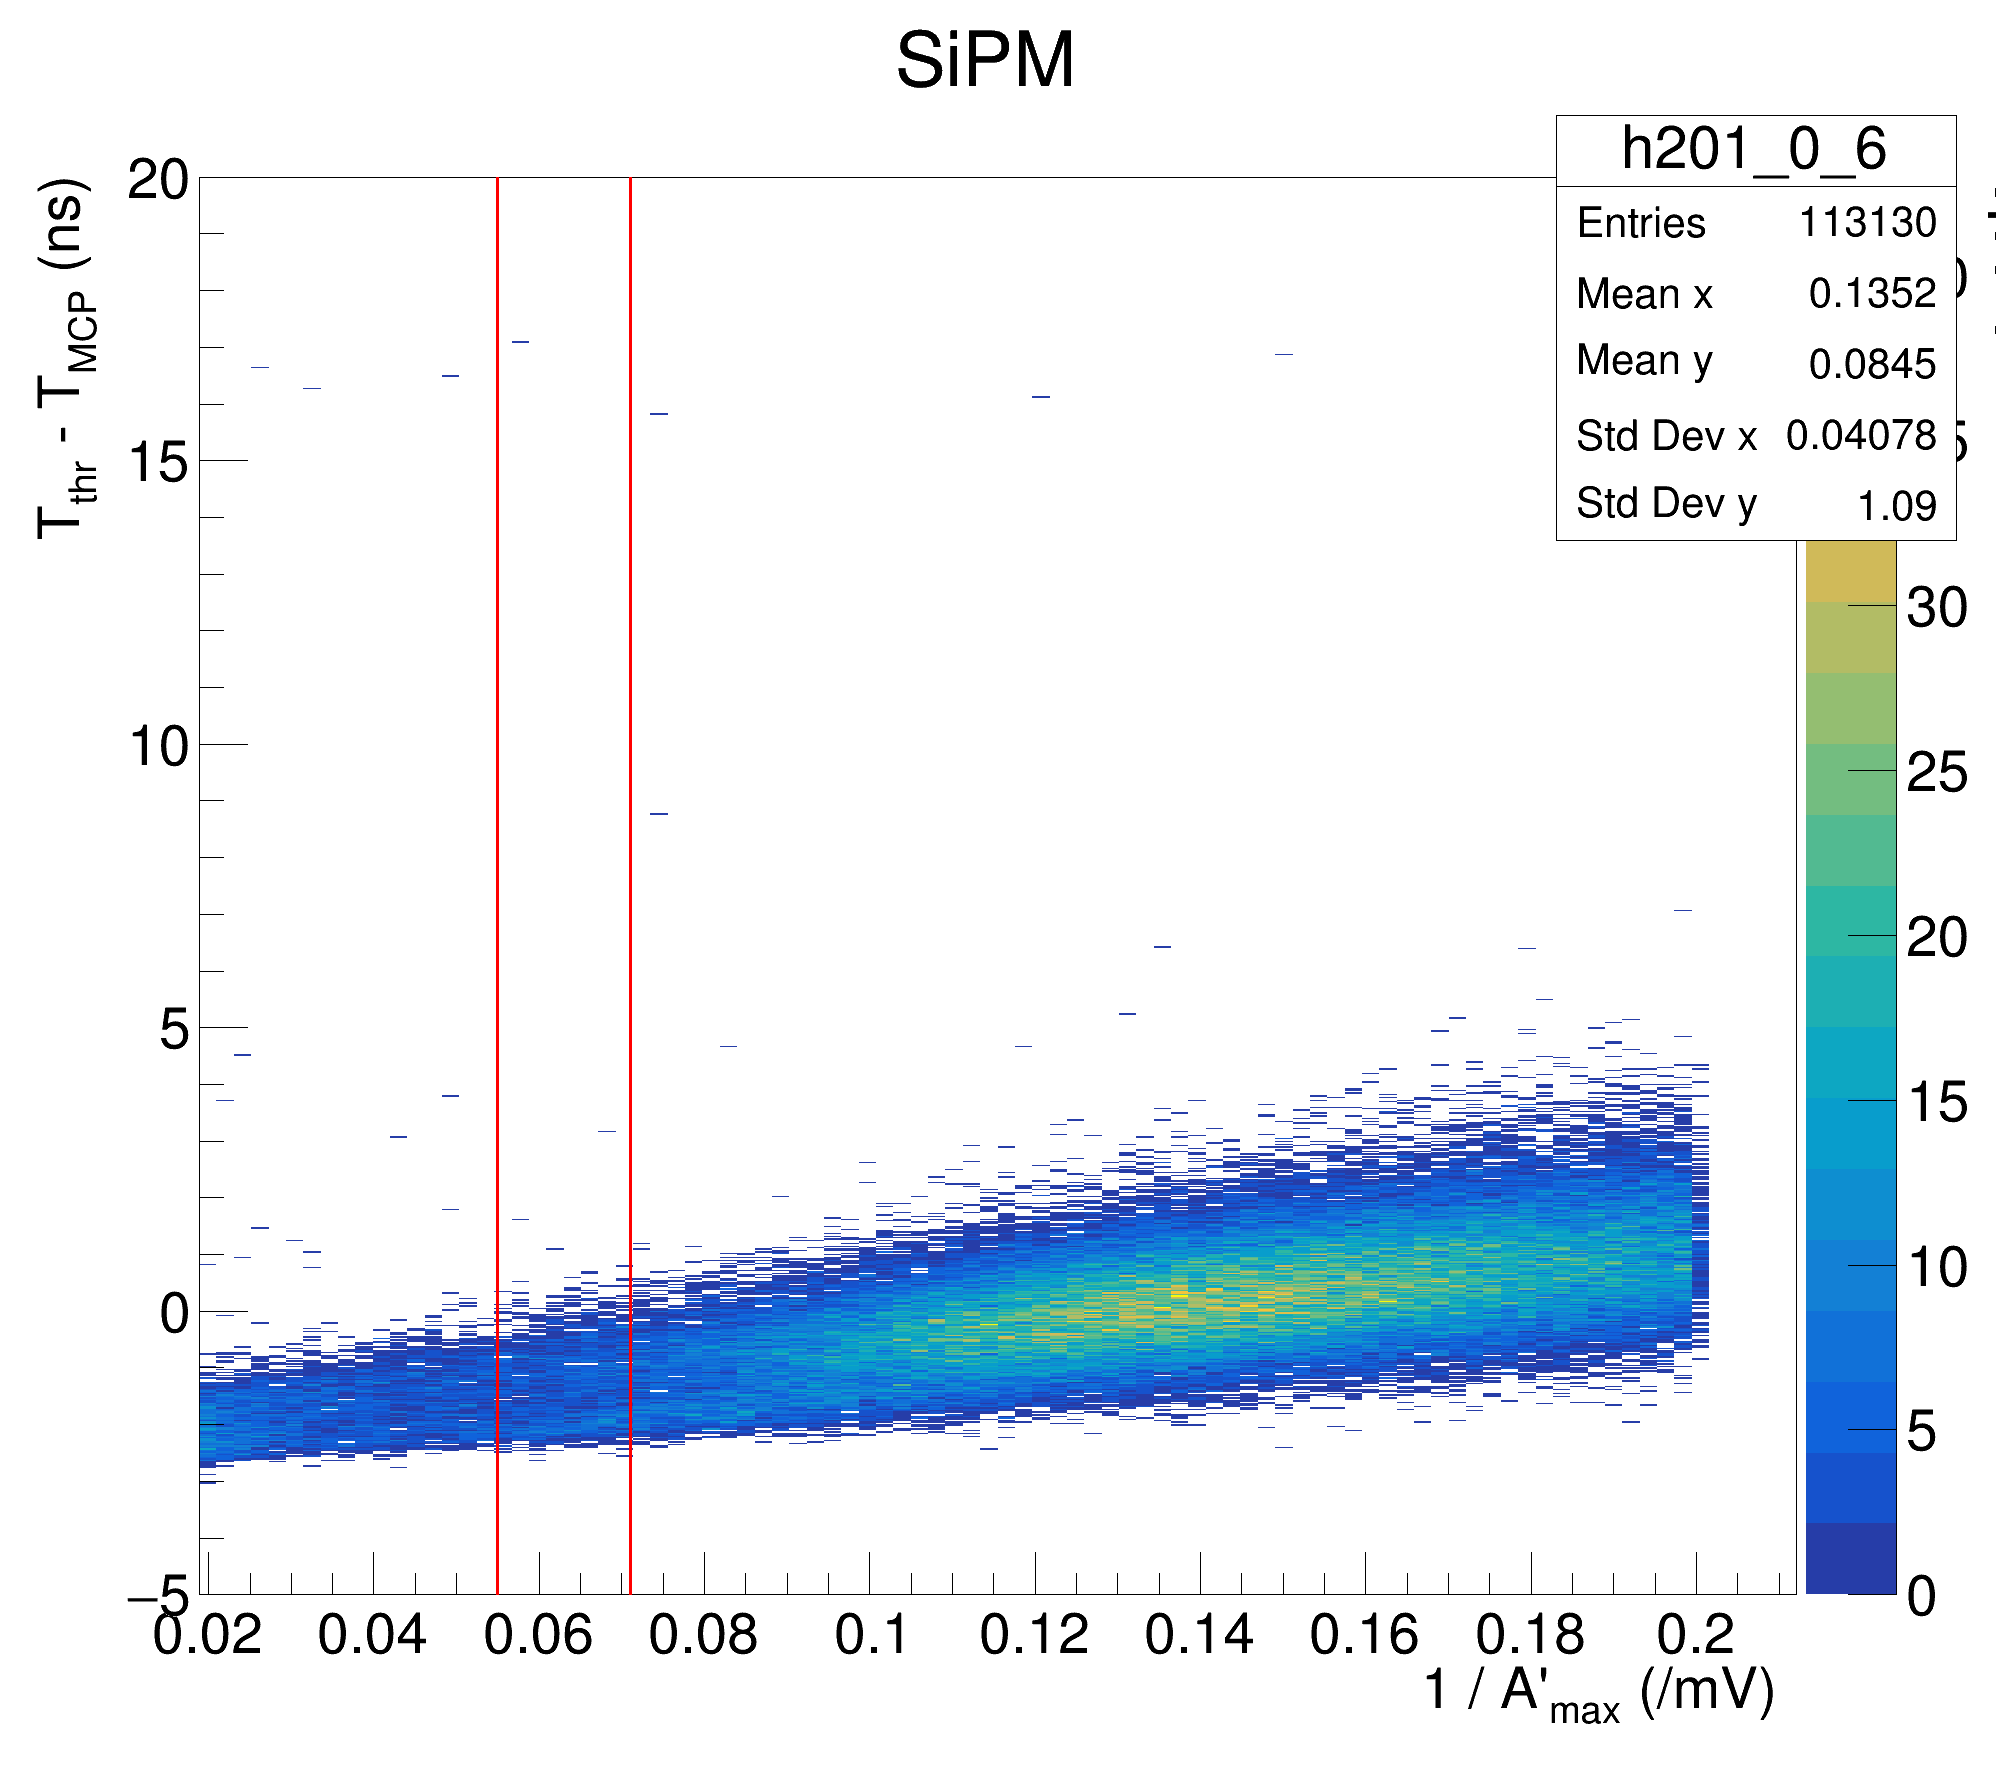 SiPM
h201_0_6
Entries 113130
Mean x 0.1352
Mean y 0.0845
Std Dev x 0.04078
Std Dev y 1.09
T_thr - T_MCP (ns)
20
15
10
5
0
−5
0.02 0.04 0.06 0.08 0.1 0.12 0.14 0.16 0.18 0.2
1 / A'_max (/mV)
30
25
20
15
10
5
0